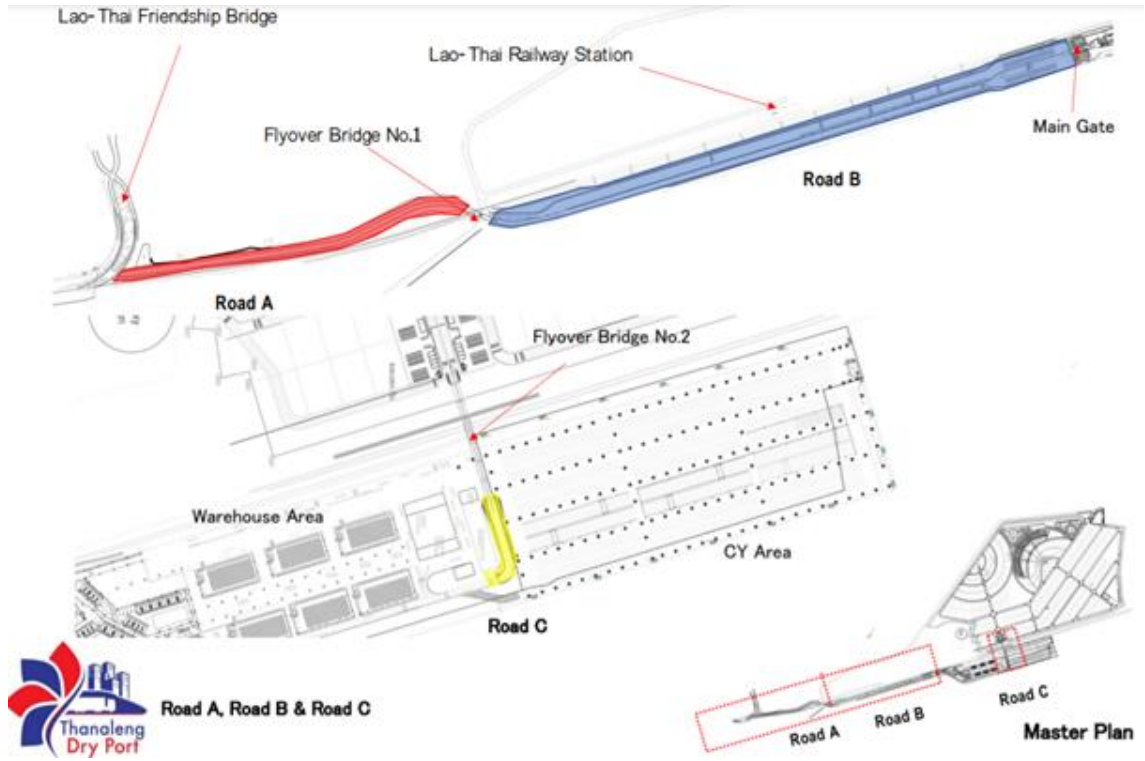 Lao-Thai Friendship Bridge
Lao-Thai Railway Station
Flyover Bridge No.1
Main Gate
Road B
Road A
Flyover Bridge No.2
Warehouse Area
CY Area
Road C
Thanaleng
Dry Port
Road A, Road B & Road C
Road A
Road B
Road C
Master Plan